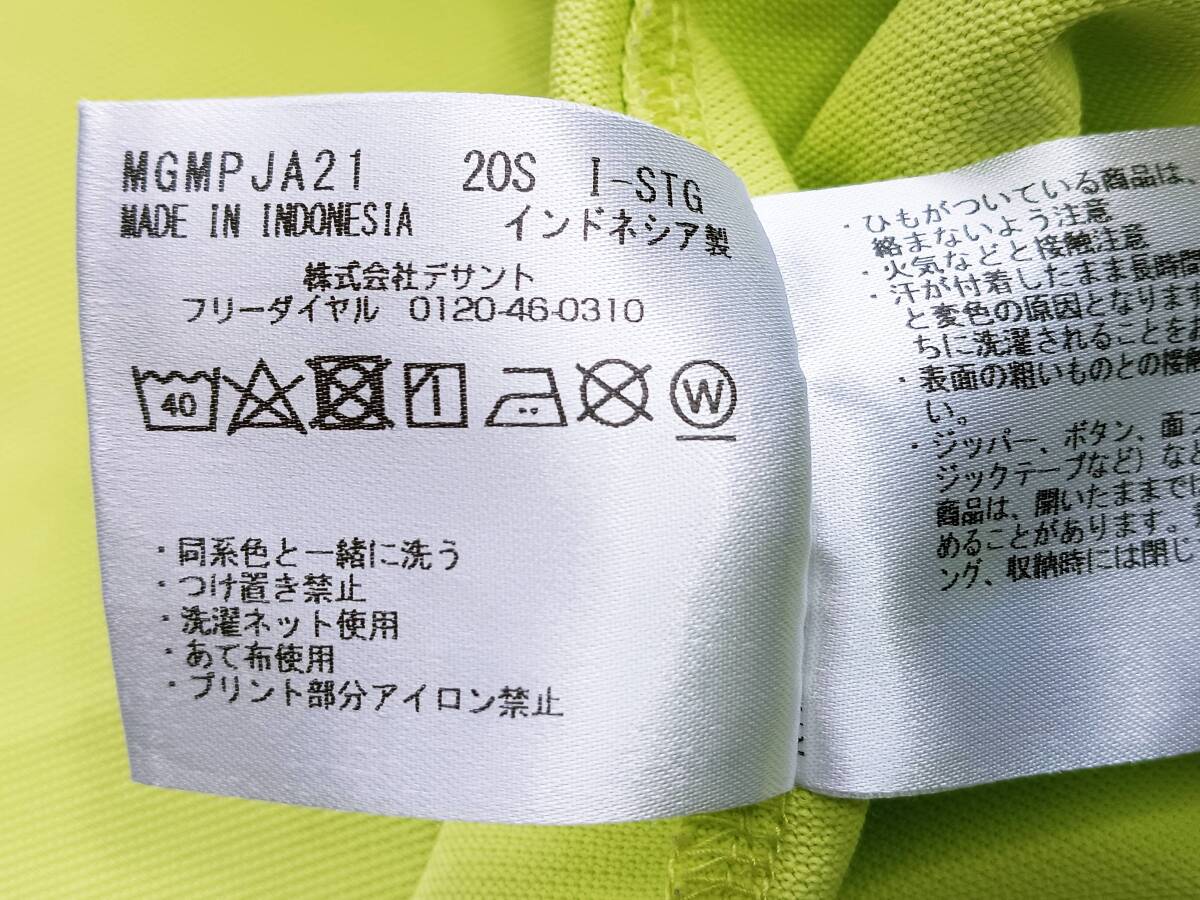 MGMPJA21 20S I-STG
MADE IN INDONESIA インドネシア製
株式会社デサント
フリーダイヤル 0120-46-0310
40
W
・同系色と一緒に洗う
・つけ置き禁止
・洗濯ネット使用
・あて布使用
・プリント部分アイロン禁止
・ひもがついている商品は、
絡まないよう注意
・火気などと接触注意
・汗が付着したまま長時間
と変色の原因となります
ちに洗濯されることをお
・表面の粗いものとの接触
い。
・ジッパー、ボタン、面フ
ジックテープなど）など
商品は、開いたままでは
めることがあります。
ング、収納時には閉じ